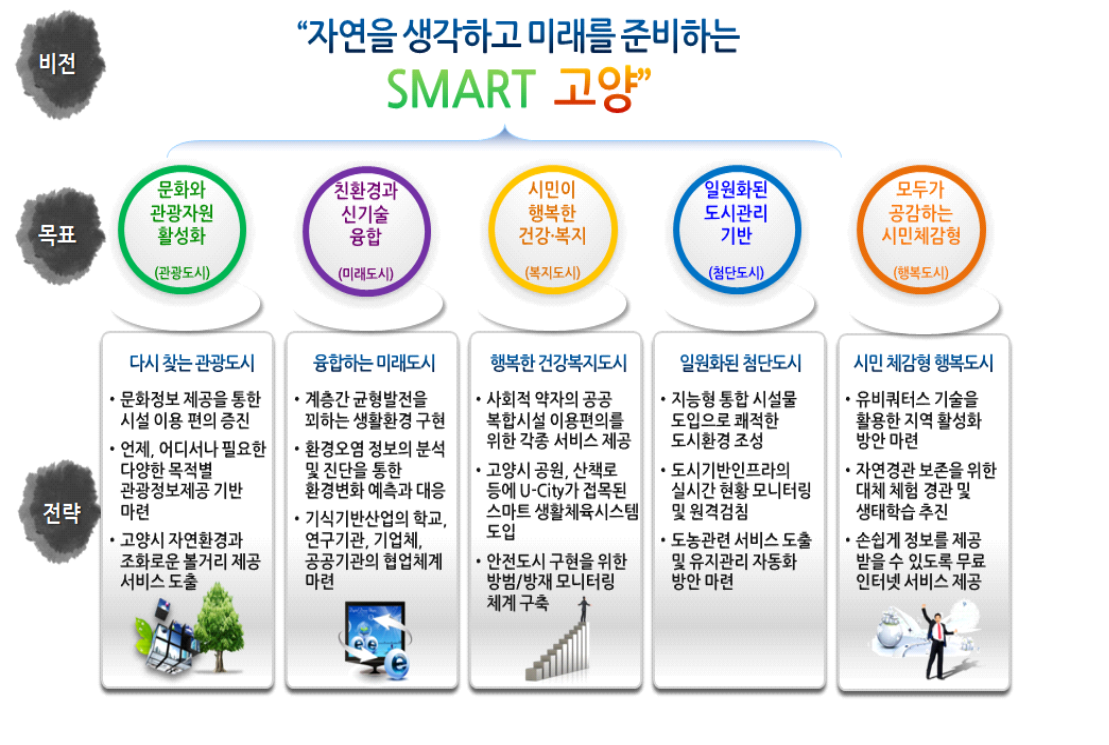 비전
“자연을 생각하고 미래를 준비하는
SMART 고양”
목표
문화와
관광자원
활성화
(관광도시)
친환경과
신기술
융합
(미래도시)
시민이
행복한
건강·복지
(복지도시)
일원화된
도시관리
기반
(첨단도시)
모두가
공감하는
시민체감형
(행복도시)
전략
다시 찾는 관광도시
• 문화정보 제공을 통한
시설 이용 편의 증진
• 언제, 어디서나 필요한
다양한 목적별
관광정보제공 기반
마련
• 고양시 자연환경과
조화로운 볼거리 제공
서비스 도출
융합하는 미래도시
• 계층간 균형발전을
꾀하는 생활환경 구현
• 환경오염 정보의 분석
및 진단을 통한
환경변화 예측과 대응
• 기식기반산업의 학교,
연구기관, 기업체,
공공기관의 협업체계
마련
행복한 건강복지도시
• 사회적 약자의 공공
복합시설 이용편의를
위한 각종 서비스 제공
• 고양시 공원, 산책로
등에 U-City가 접목된
스마트 생활체육시스템
도입
• 안전도시 구현을 위한
방범/방재 모니터링
체계 구축
일원화된 첨단도시
• 지능형 통합 시설물
도입으로 쾌적한
도시환경 조성
• 도시기반인프라의
실시간 현황 모니터링
및 원격검침
• 도농관련 서비스 도출
및 유지관리 자동화
방안 마련
시민 체감형 행복도시
• 유비쿼터스 기술을
활용한 지역 활성화
방안 마련
• 자연경관 보존을 위한
대체 체험 경관 및
생태학습 추진
• 손쉽게 정보를 제공
받을 수 있도록 무료
인터넷 서비스 제공